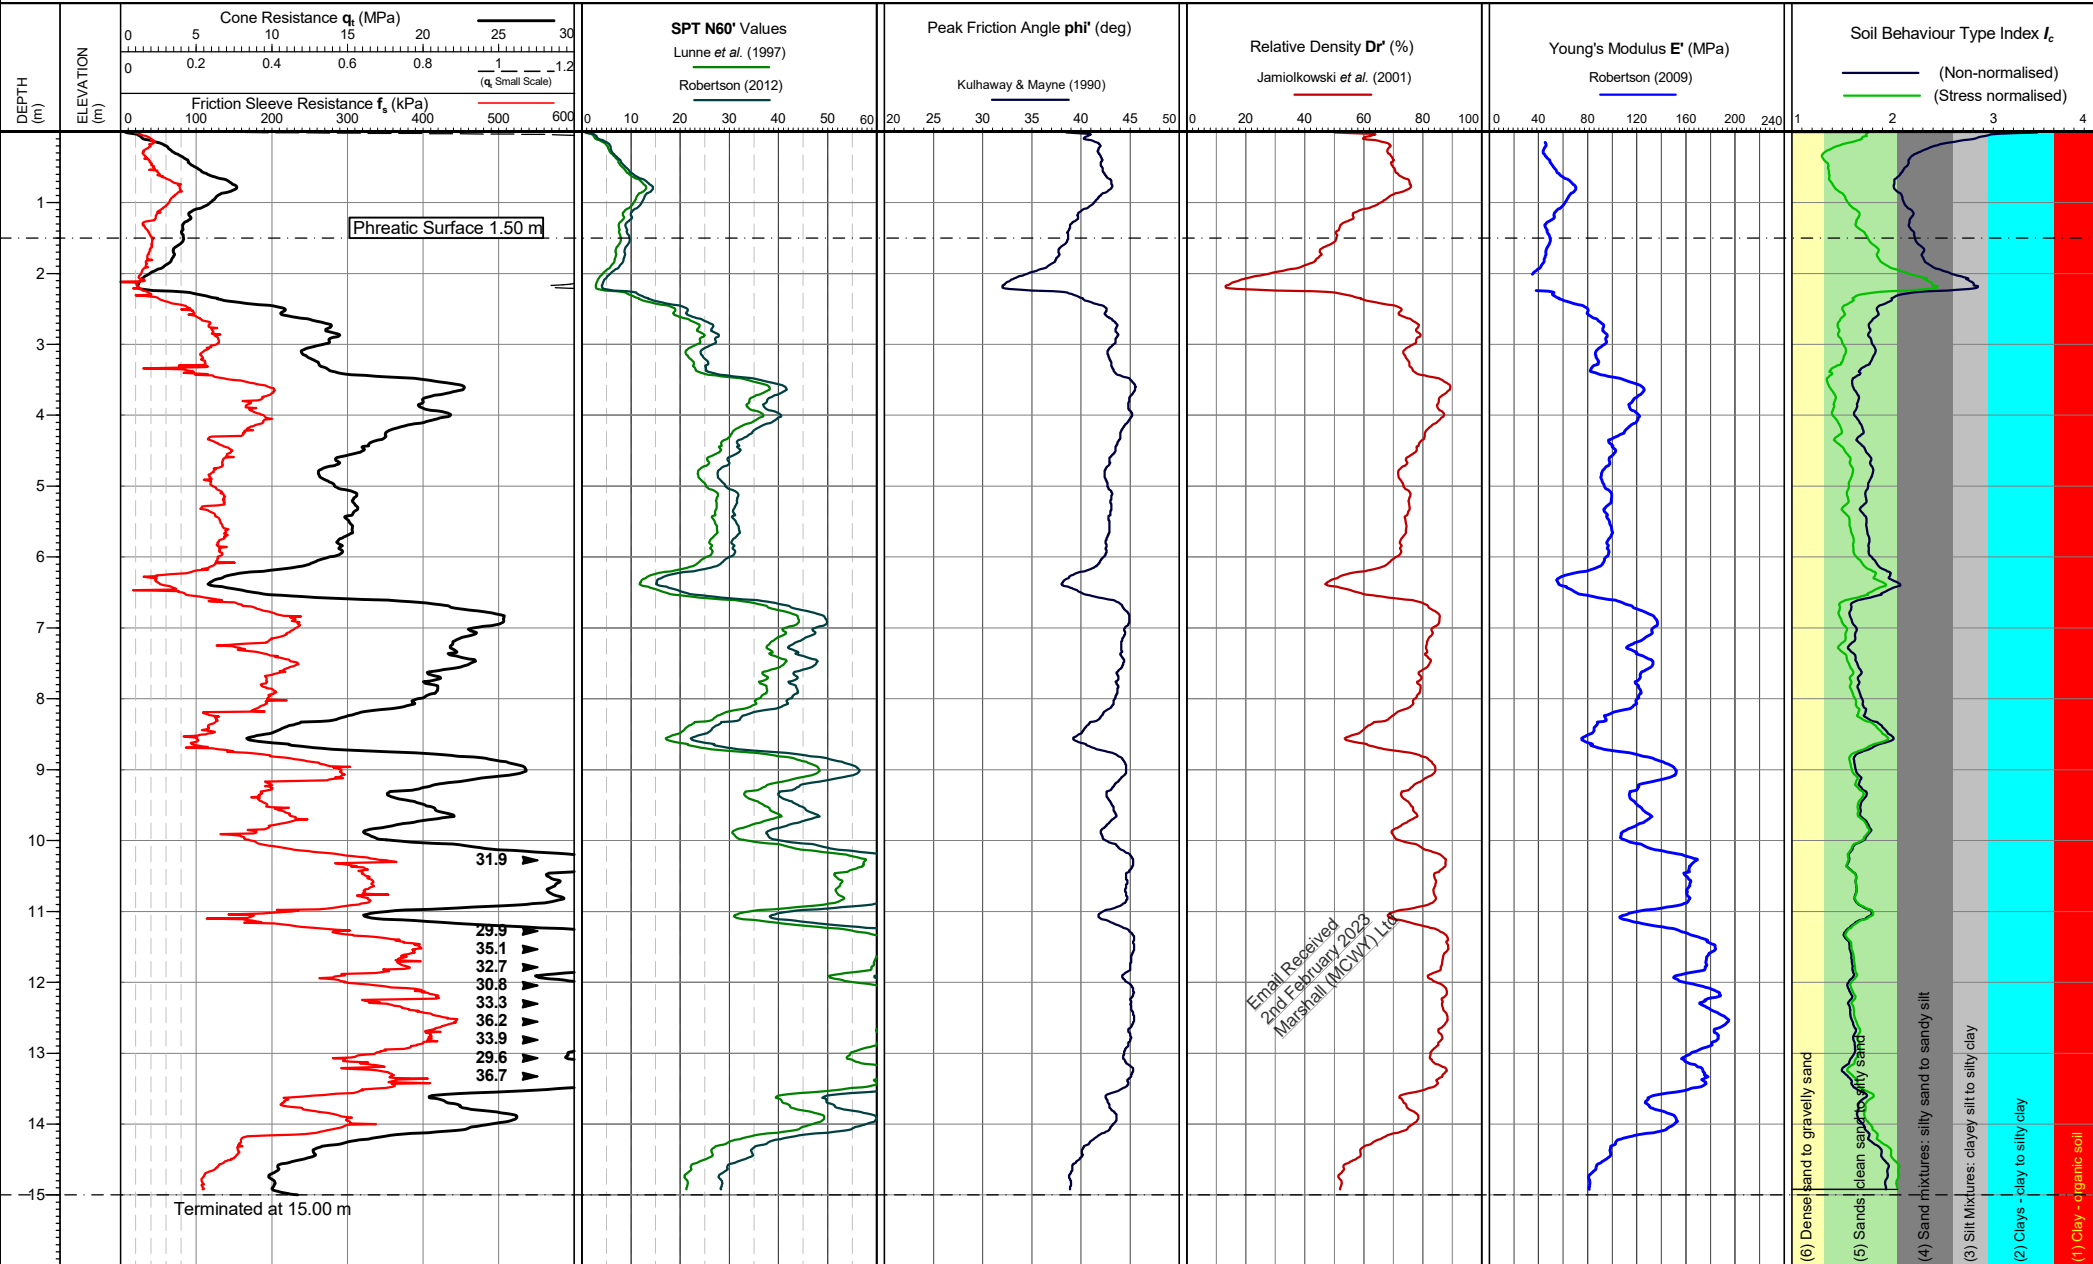 DEPTH
(m)
ELEVATION
(m)
Cone Resistance qt (MPa)
0 5 10 15 20 25 30
0 0.2 0.4 0.6 0.8 1 1.2
(qt Small Scale)
Friction Sleeve Resistance fs (kPa)
100 200 300 400 500 600
SPT N60' Values
Lunne et al. (1997)
Robertson (2012)
0 10 20 30 40 50 60
Peak Friction Angle phi' (deg)
Kulhaway & Mayne (1990)
20 25 30 35 40 45 50
Relative Density Dr' (%)
Jamiolkowski et al. (2001)
0 20 40 60 80 100
Young's Modulus E' (MPa)
Robertson (2009)
0 40 80 120 160 200 240
Soil Behaviour Type Index Ic
(Non-normalised)
(Stress normalised)
1 2 3 4
1
Phreatic Surface 1.50 m
2
3
4
5
6
7
8
9
10
31.9
11
29.9
35.1
32.7
12
30.8
33.3
36.2
33.9
13
29.6
36.7
14
15
Terminated at 15.00 m
Email Received
2nd February 2023
Marshall (MCWY) Ltd
(6) Dense sand to gravelly sand
(5) Sands: clean sand to silty sand
(4) Sand mixtures: silty sand to sandy silt
(3) Silt Mixtures: clayey silt to silty clay
(2) Clays - clay to silty clay
(1) Clay - organic soil